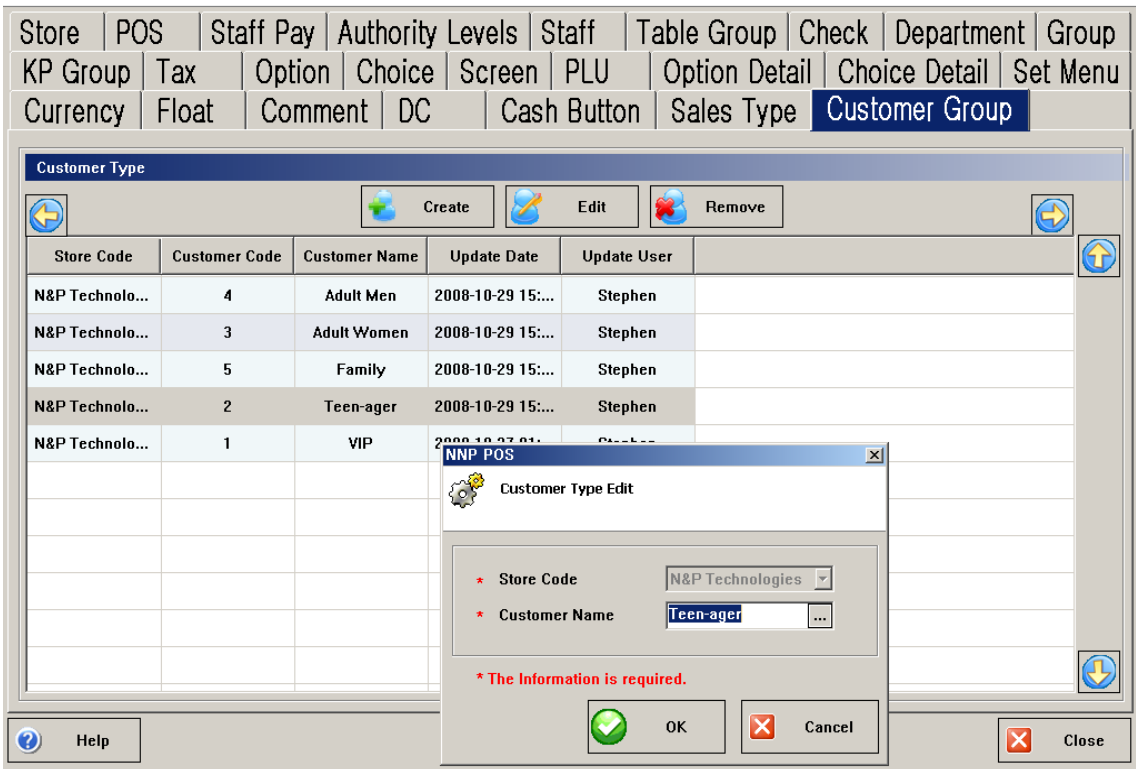 Store POS Staff Pay Authority Levels Staff Table Group Check Department Group
KP Group Tax Option Choice Screen PLU Option Detail Choice Detail Set Menu
Currency Float Comment DC Cash Button Sales Type Customer Group
Customer Type
Create Edit Remove
Store Code Customer Code Customer Name Update Date Update User
N&P Technolo... 4 Adult Men 2008-10-29 15:... Stephen
N&P Technolo... 3 Adult Women 2008-10-29 15:... Stephen
N&P Technolo... 5 Family 2008-10-29 15:... Stephen
N&P Technolo... 2 Teen-ager 2008-10-29 15:... Stephen
N&P Technolo... 1 VIP
NNP POS
Customer Type Edit
* Store Code N&P Technologies
* Customer Name Teen-ager ...
* The Information is required.
OK Cancel
Help Close